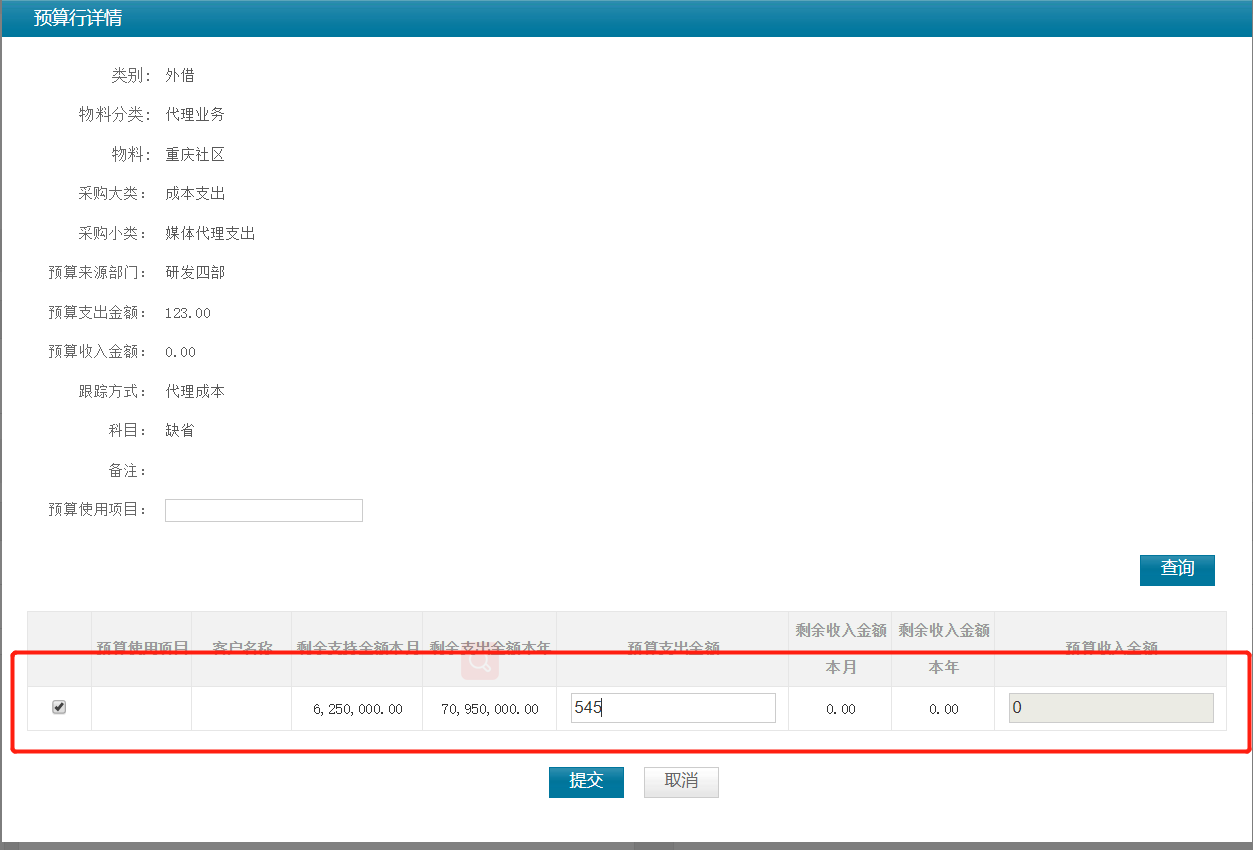 预算行详情
类别： 外借
物料分类： 代理业务
物料： 重庆社区
采购大类： 成本支出
采购小类： 媒体代理支出
预算来源部门： 研发四部
预算支出金额： 123.00
预算收入金额： 0.00
跟踪方式： 代理成本
科目： 缺省
备注：
预算使用项目：
查询
预算使用项目 客户名称 剩余支持金额本月 剩余支出金额本年 预算支出金额 剩余收入金额 剩余收入金额 预算收入金额
本月 本年
6,250,000.00 70,950,000.00 545 0.00 0.00 0
提交 取消